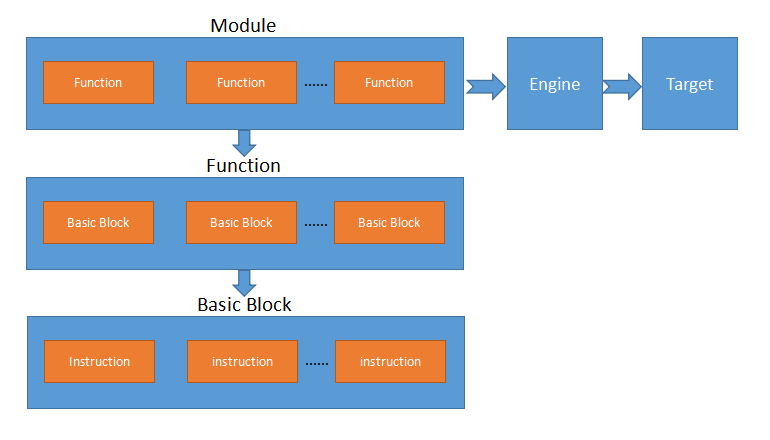 Module
Function Function ...... Function
Engine
Target
Function
Basic Block Basic Block ...... Basic Block
Basic Block
Instruction instruction ...... instruction